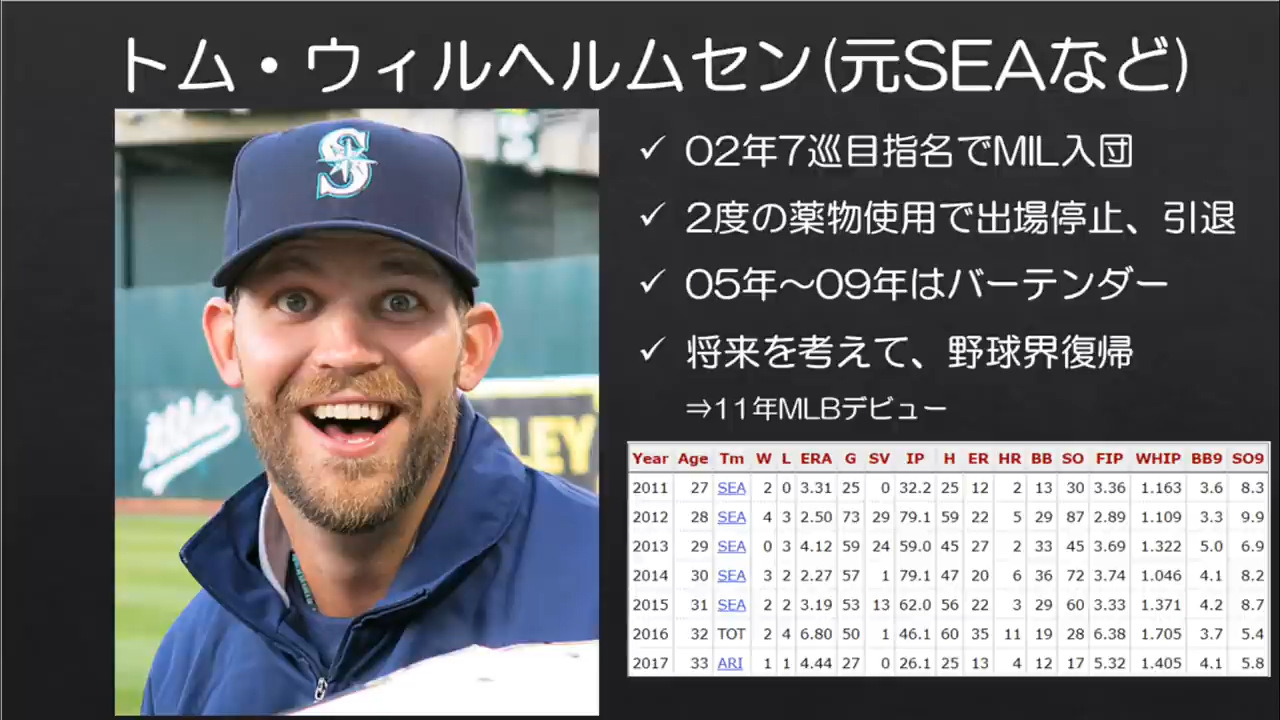 トム・ウィルヘルムセン(元SEAなど)
✓ 02年7巡目指名でMIL入団
✓ 2度の薬物使用で出場停止、引退
✓ 05年～09年はバーテンダー
✓ 将来を考えて、野球界復帰
⇒11年MLBデビュー
S
Athletics
LEY
Year Age Tm W L ERA G SV IP H ER HR BB SO FIP WHIP BB9 SO9
2011 27 SEA 2 0 3.31 25 0 32.2 25 12 2 13 30 3.36 1.163 3.6 8.3
2012 28 SEA 4 3 2.50 73 29 79.1 59 22 5 29 87 2.89 1.109 3.3 9.9
2013 29 SEA 0 3 4.12 59 24 59.0 45 27 2 33 45 3.69 1.322 5.0 6.9
2014 30 SEA 3 2 2.27 57 1 79.1 47 20 6 36 72 3.74 1.046 4.1 8.2
2015 31 SEA 2 2 3.19 53 13 62.0 56 22 3 29 60 3.33 1.371 4.2 8.7
2016 32 TOT 2 4 6.80 50 1 46.1 60 35 11 19 28 6.38 1.705 3.7 5.4
2017 33 ARI 1 1 4.44 27 0 26.1 25 13 4 12 17 5.32 1.405 4.1 5.8